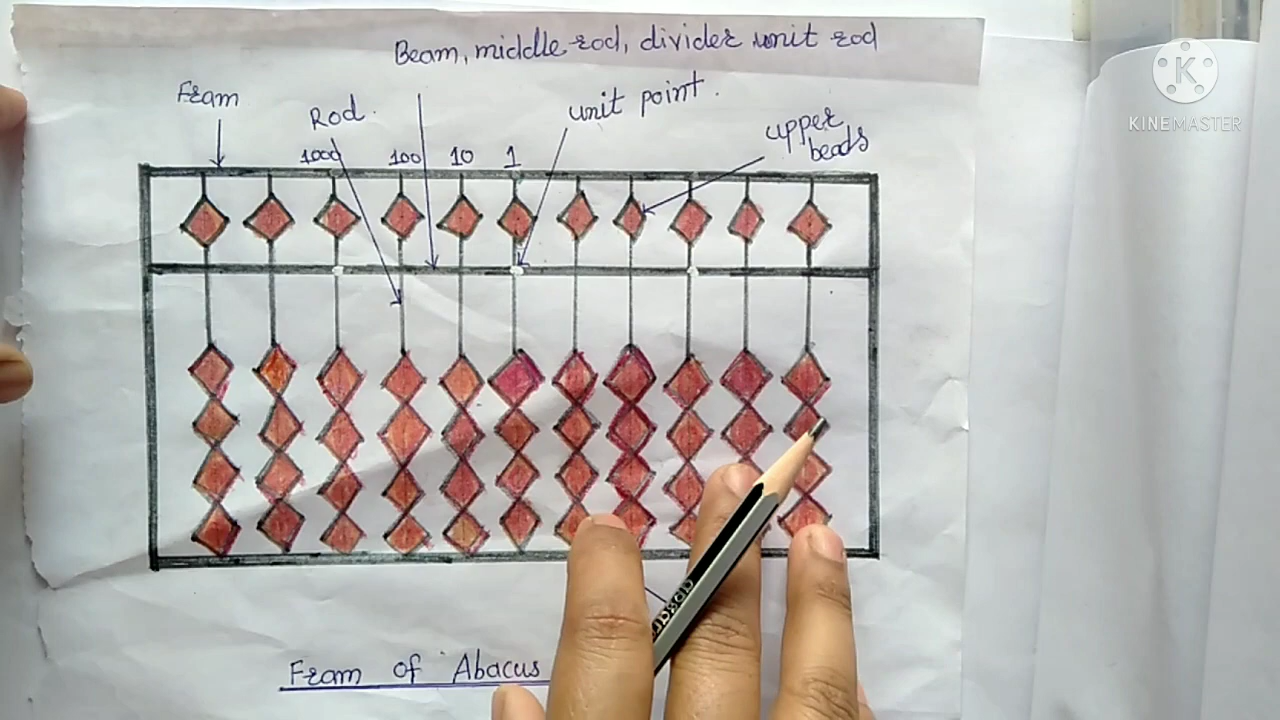 Beam, middle rod, divider unit rod
Fram
Rod.
unit point.
upper
beads
1000 100 10 1
K
KINEMASTER
Fram of Abacus